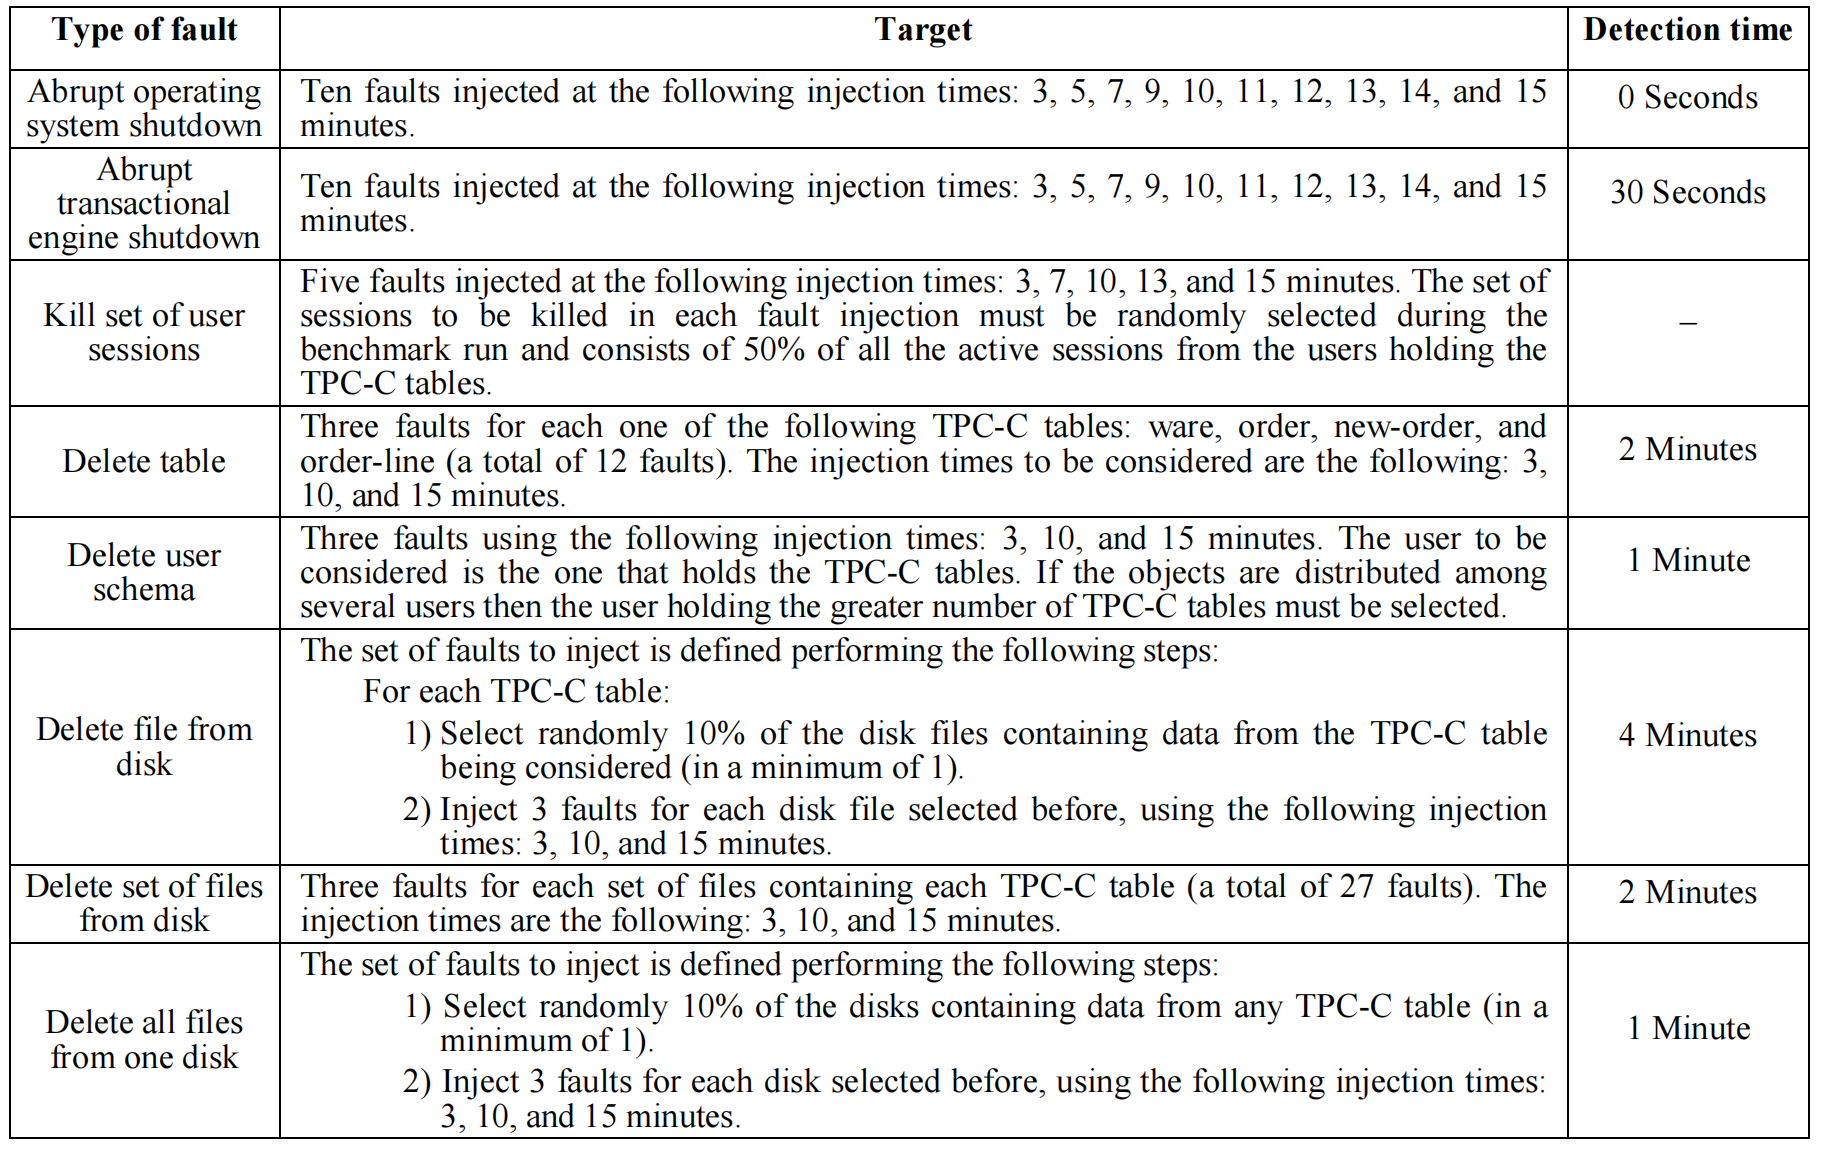 Type of fault Target Detection time
Abrupt operating
system shutdown
Ten faults injected at the following injection times: 3, 5, 7, 9, 10, 11, 12, 13, 14, and 15
minutes.
0 Seconds
Abrupt
transactional
engine shutdown
Ten faults injected at the following injection times: 3, 5, 7, 9, 10, 11, 12, 13, 14, and 15
minutes.
30 Seconds
Kill set of user
sessions
Five faults injected at the following injection times: 3, 7, 10, 13, and 15 minutes. The set of
sessions to be killed in each fault injection must be randomly selected during the
benchmark run and consists of 50% of all the active sessions from the users holding the
TPC-C tables.
–
Delete table
Three faults for each one of the following TPC-C tables: ware, order, new-order, and
order-line (a total of 12 faults). The injection times to be considered are the following: 3,
10, and 15 minutes.
2 Minutes
Delete user
schema
Three faults using the following injection times: 3, 10, and 15 minutes. The user to be
considered is the one that holds the TPC-C tables. If the objects are distributed among
several users then the user holding the greater number of TPC-C tables must be selected.
1 Minute
Delete file from
disk
The set of faults to inject is defined performing the following steps:
For each TPC-C table:
1) Select randomly 10% of the disk files containing data from the TPC-C table
being considered (in a minimum of 1).
2) Inject 3 faults for each disk file selected before, using the following injection
times: 3, 10, and 15 minutes.
4 Minutes
Delete set of files
from disk
Three faults for each set of files containing each TPC-C table (a total of 27 faults). The
injection times are the following: 3, 10, and 15 minutes.
2 Minutes
Delete all files
from one disk
The set of faults to inject is defined performing the following steps:
1) Select randomly 10% of the disks containing data from any TPC-C table (in a
minimum of 1).
2) Inject 3 faults for each disk selected before, using the following injection times:
3, 10, and 15 minutes.
1 Minute